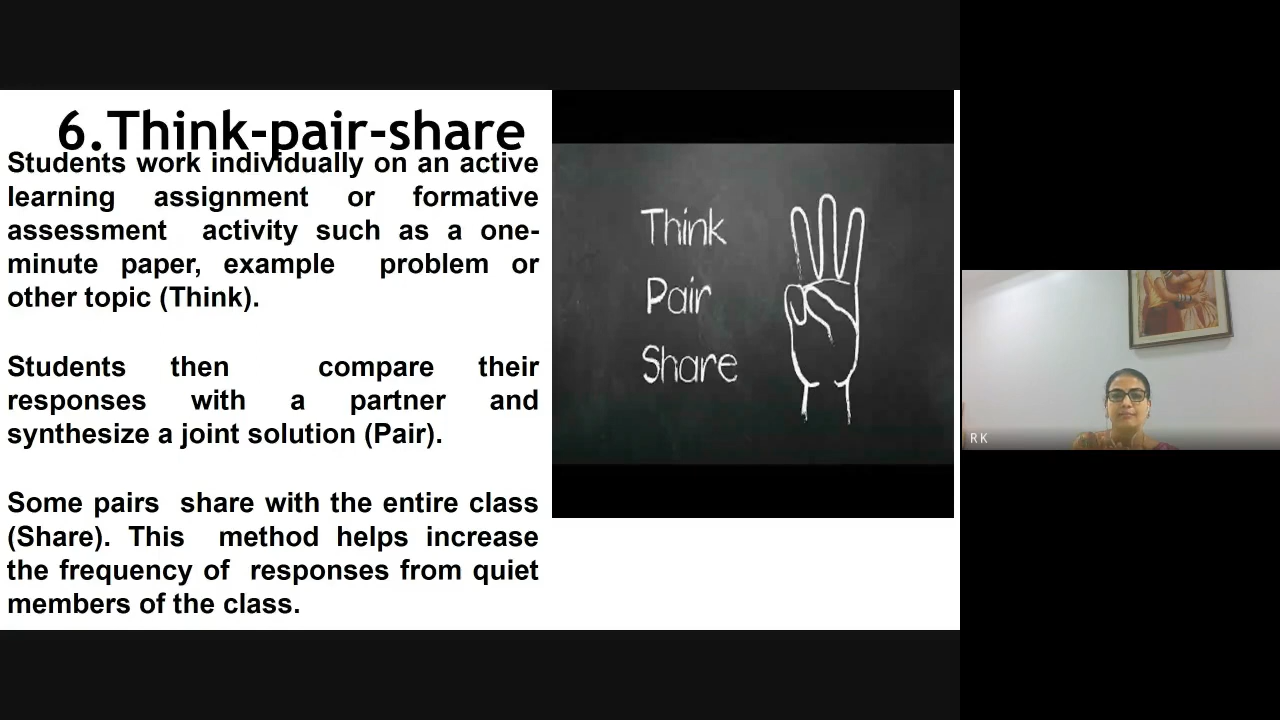 6.Think-pair-share
Students work individually on an active
learning assignment or formative
assessment activity such as a one-
minute paper, example problem or
other topic (Think).
Students then compare their
responses with a partner and
synthesize a joint solution (Pair).
Some pairs share with the entire class
(Share). This method helps increase
the frequency of responses from quiet
members of the class.
Think
Pair
Share
RK